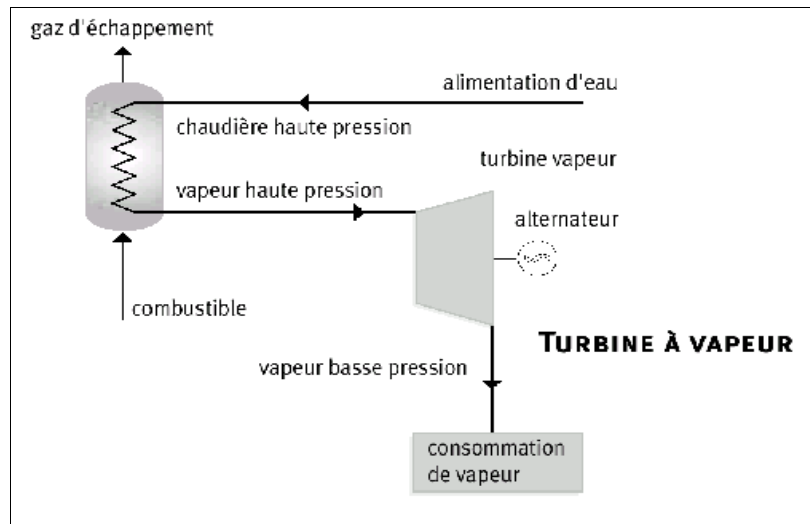 gaz d'échappement
alimentation d'eau
chaudière haute pression
turbine vapeur
vapeur haute pression
alternateur
combustible
TURBINE À VAPEUR
vapeur basse pression
consommation
de vapeur